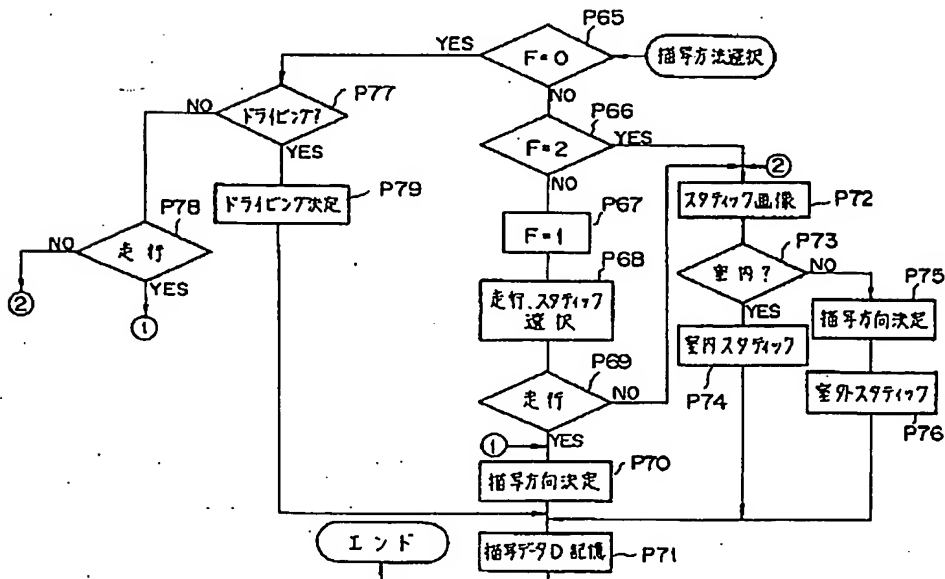 P65
YES
F=0
描写方法選択
NO
P77
P66
NO
ドライビング?
F=2
YES
②
YES
P79
NO
P72
ドライビング決定
P67
スタティック画像
P78
F=1
P73
NO
走行
P68
室内?
NO
P75
YES
走行、スタティック
選択
YES
描写方向決定
②
①
P69
室内スタティック
走行
NO
P74
室外スタティック
①
YES
P76
P70
描写方向決定
エンド
描写データD記憶
P71